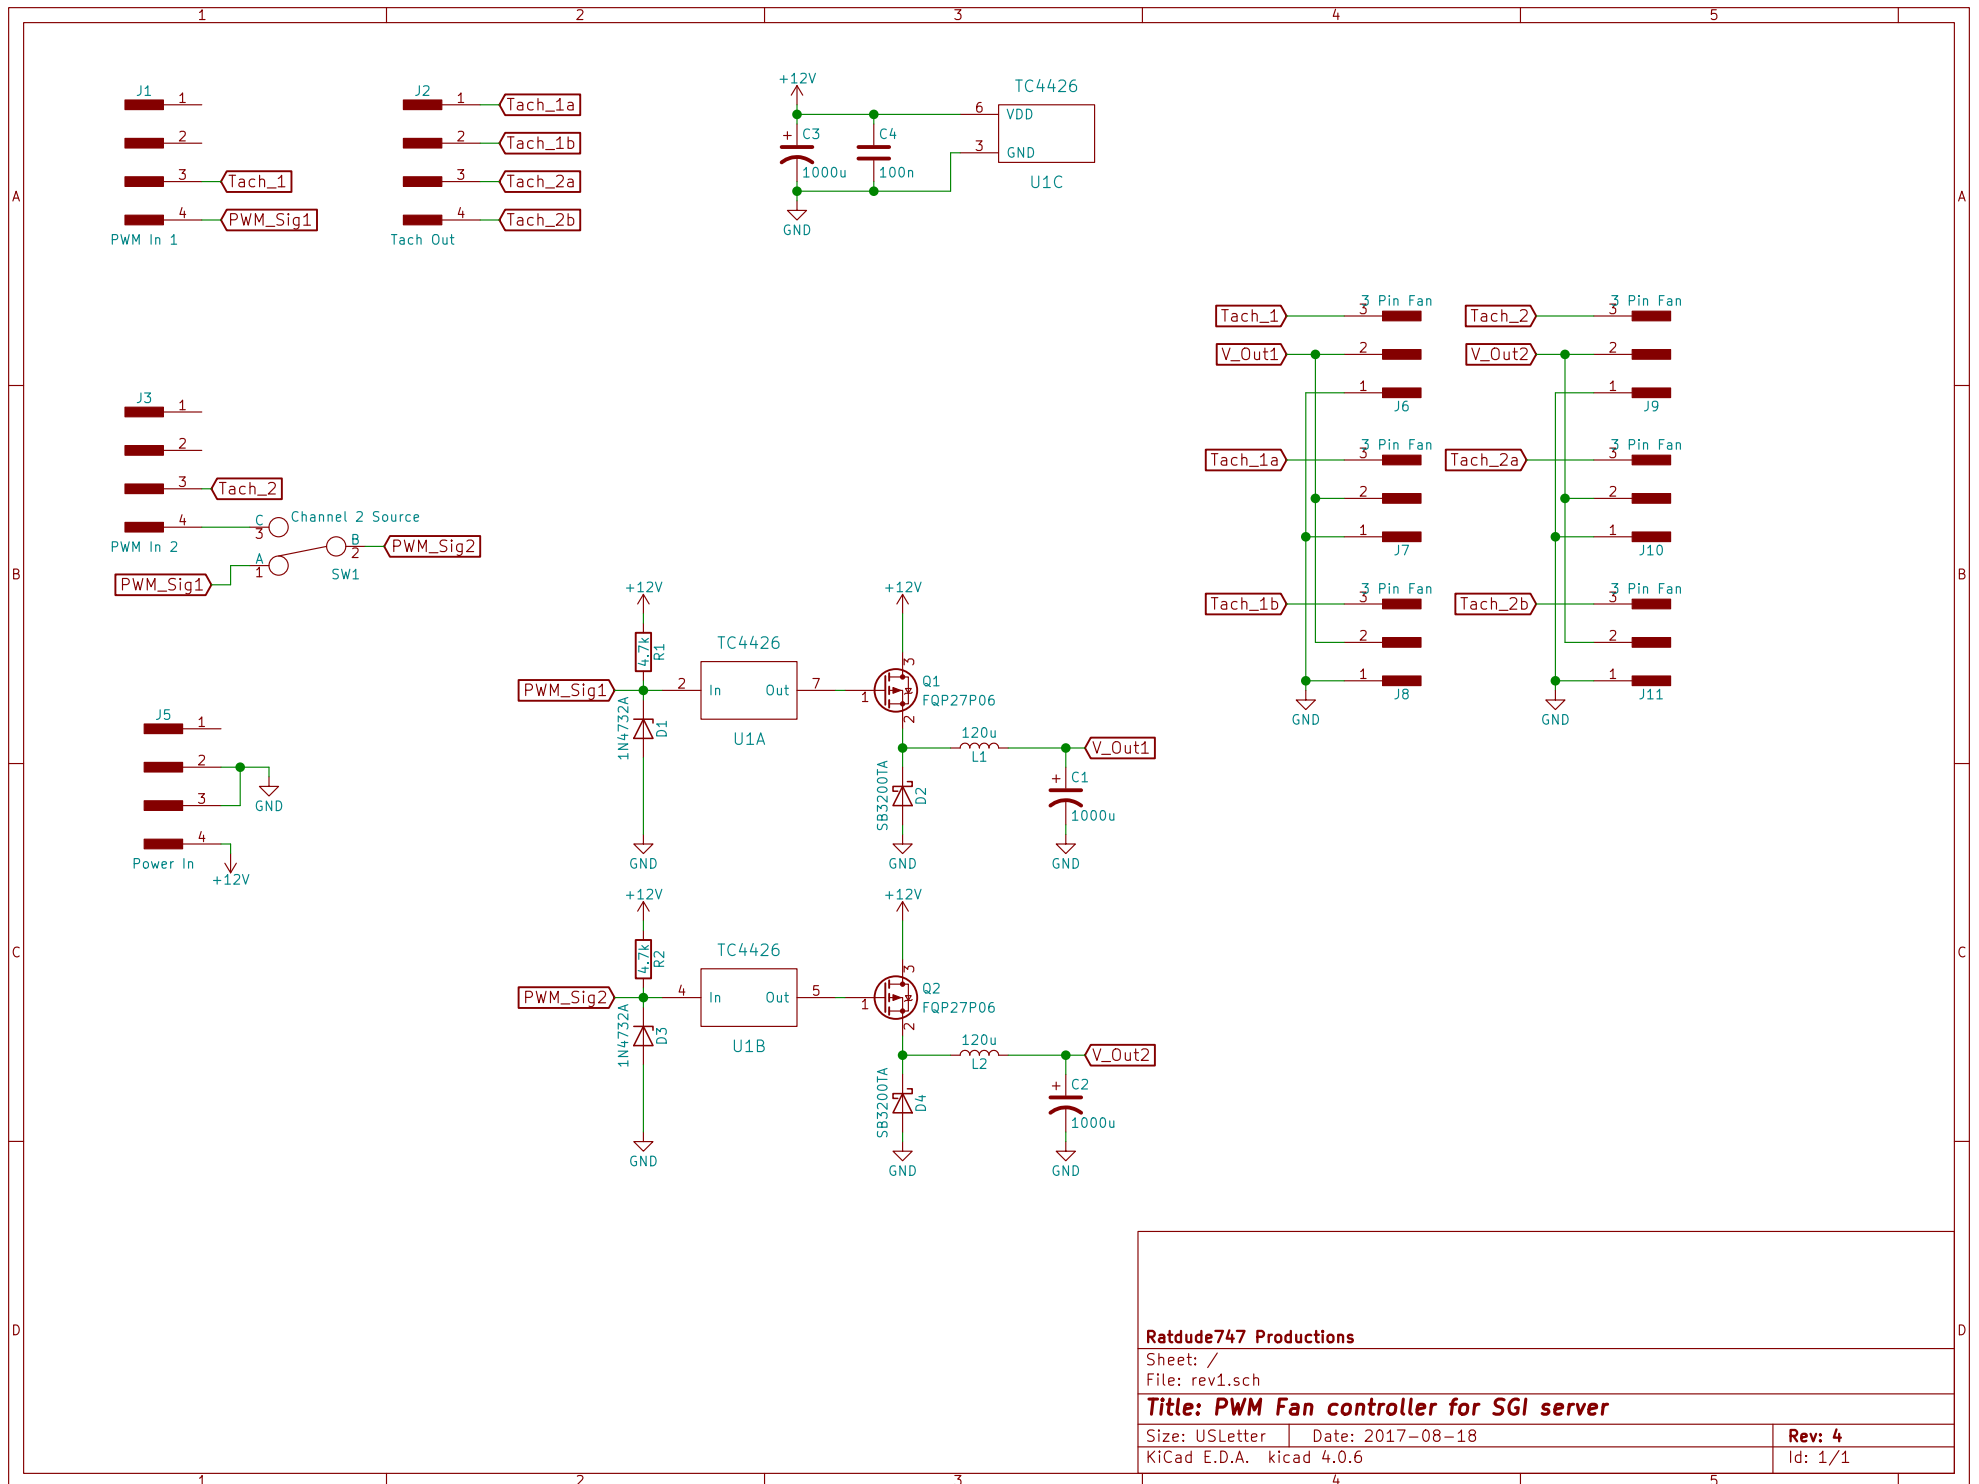 1 2 3 4 5
A
A
B
B
C
C
D
D
J1
1
2
3 Tach_1
4 PWM_Sig1
PWM In 1
J2
1 Tach_1a
2 Tach_1b
3 Tach_2a
4 Tach_2b
Tach Out
+12V
+ C3
1000u
C4
100n
GND
TC4426
6 VDD
3 GND
U1C
J3
1
2
3 Tach_2
4
PWM In 2
C
3
Channel 2 Source
A
1
B
2
SW1
PWM_Sig2
PWM_Sig1
J5
1
2
3
4
Power In
GND
+12V
+12V
4.7k
R1
PWM_Sig1
1N4732A
D1
GND
TC4426
2 In Out 7
U1A
+12V
3
1
2
Q1
FQP27P06
120u
L1
V_Out1
SB3200TA
D2
GND
+ C1
1000u
GND
+12V
4.7k
R2
PWM_Sig2
1N4732A
D3
GND
TC4426
4 In Out 5
U1B
+12V
3
1
2
Q2
FQP27P06
120u
L2
V_Out2
SB3200TA
D4
GND
+ C2
1000u
GND
3 Pin Fan
Tach_1 3
V_Out1 2
1
J6
3 Pin Fan
Tach_1a 3
2
1
J7
3 Pin Fan
Tach_1b 3
2
1
J8
GND
3 Pin Fan
Tach_2 3
V_Out2 2
1
J9
3 Pin Fan
Tach_2a 3
2
1
J10
3 Pin Fan
Tach_2b 3
2
1
J11
GND
Ratdude747 Productions
Sheet: /
File: rev1.sch
Title: PWM Fan controller for SGI server
Size: USLetter Date: 2017-08-18 Rev: 4
KiCad E.D.A. kicad 4.0.6 Id: 1/1
1 2 3 4 5